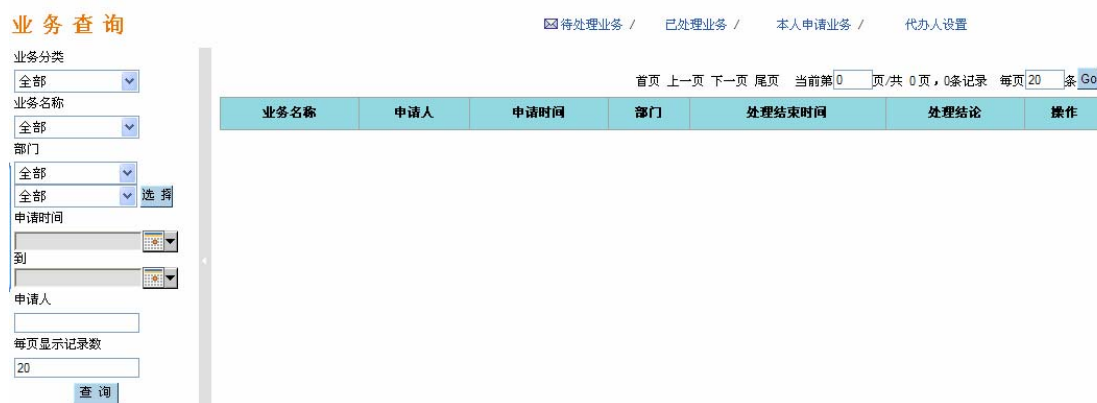 业务查询
待处理业务 / 已处理业务 / 本人申请业务 / 代办人设置
业务分类
全部
业务名称
全部
部门
全部
全部 选择
申请时间
到
申请人
每页显示记录数
20
查询
首页 上一页 下一页 尾页 当前第 0 页/共 0 页，0条记录 每页 20 条 Go
业务名称 申请人 申请时间 部门 处理结束时间 处理结论 操作